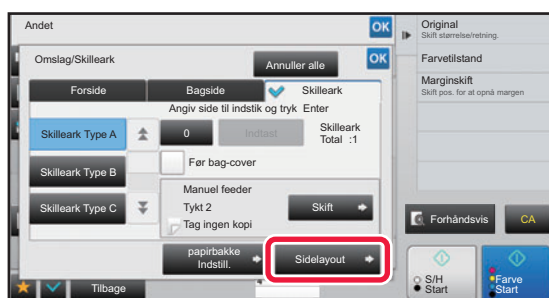 Andet
OK
Omslag/Skilleark
Annuller alle
OK
Forside
Bagside
Skilleark
Angiv side til indstik og tryk Enter
Skilleark Type A
0
Indtast
Skilleark
Total :1
Før bag-cover
Skilleark Type B
Skilleark Type C
Manuel feeder
Tykt 2
Tag ingen kopi
Skift
papirbakke
Indstill.
Sidelayout
Tilbage
Original
Skift størrelse/retning.
Farvetilstand
Marginskift
Skift pos. for at opnå margen
Forhåndsvis
CA
S/H
Start
Farve
Start